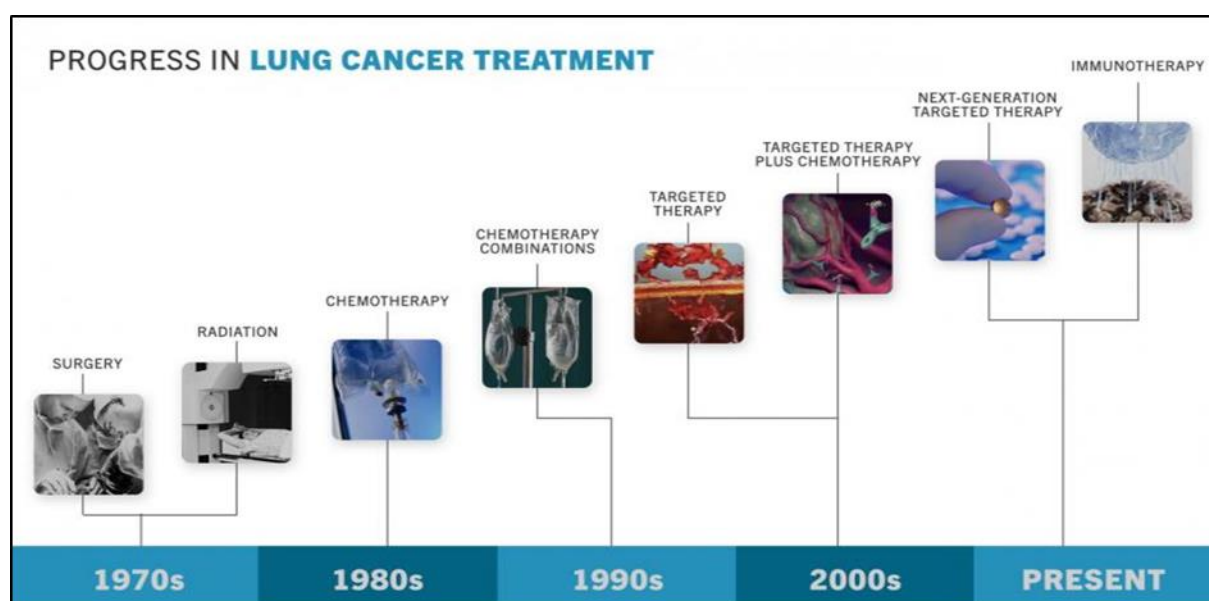 PROGRESS IN LUNG CANCER TREATMENT
SURGERY
RADIATION
CHEMOTHERAPY
CHEMOTHERAPY
COMBINATIONS
TARGETED
THERAPY
TARGETED THERAPY
PLUS CHEMOTHERAPY
NEXT-GENERATION
TARGETED THERAPY
IMMUNOTHERAPY
1970s
1980s
1990s
2000s
PRESENT